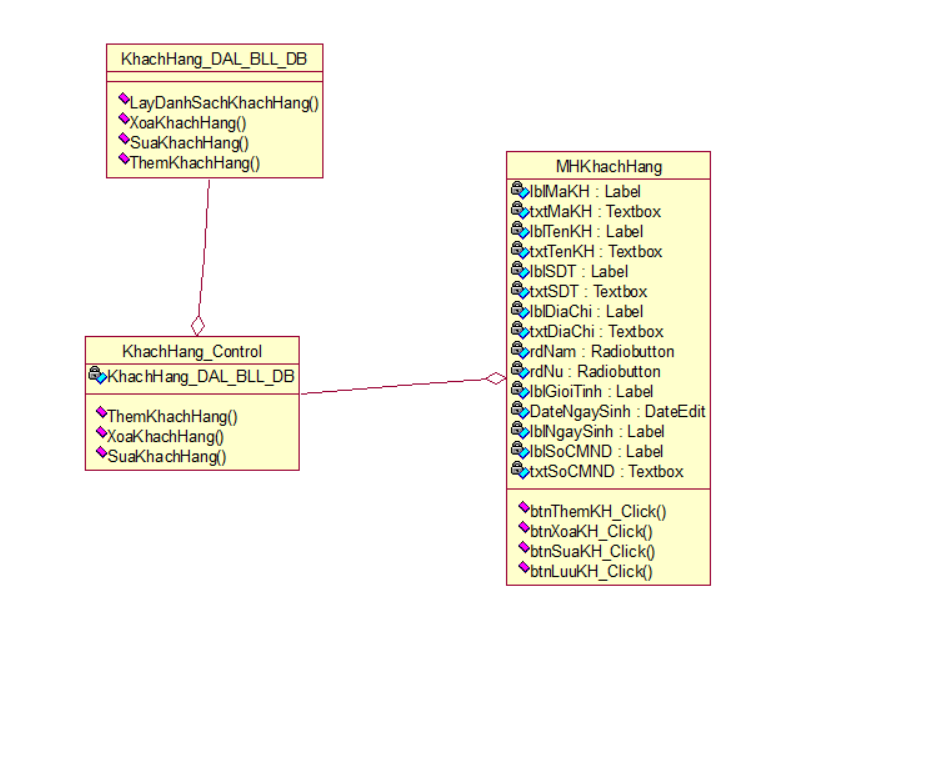 KhachHang_DAL_BLL_DB
LayDanhSachKhachHang()
XoaKhachHang()
SuaKhachHang()
ThemKhachHang()
KhachHang_Control
KhachHang_DAL_BLL_DB
ThemKhachHang()
XoaKhachHang()
SuaKhachHang()
MHKhachHang
lblMaKH : Label
txtMaKH : Textbox
lblTenKH : Label
txtTenKH : Textbox
lblSDT : Label
txtSDT : Textbox
lblDiaChi : Label
txtDiaChi : Textbox
rdNam : Radiobutton
rdNu : Radiobutton
lblGioiTinh : Label
DateNgaySinh : DateEdit
lblNgaySinh : Label
lblSoCMND : Label
txtSoCMND : Textbox
btnThemKH_Click()
btnXoaKH_Click()
btnSuaKH_Click()
btnLuuKH_Click()